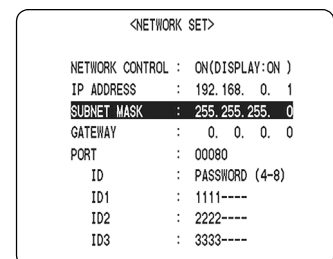 <NETWORK SET>
NETWORK CONTROL : ON(DISPLAY:ON )
IP ADDRESS : 192.168. 0. 1
SUBNET MASK : 255.255.255. 0
GATEWAY : 0. 0. 0. 0
PORT : 00080
ID : PASSWORD (4-8)
ID1 : 1111----
ID2 : 2222----
ID3 : 3333----